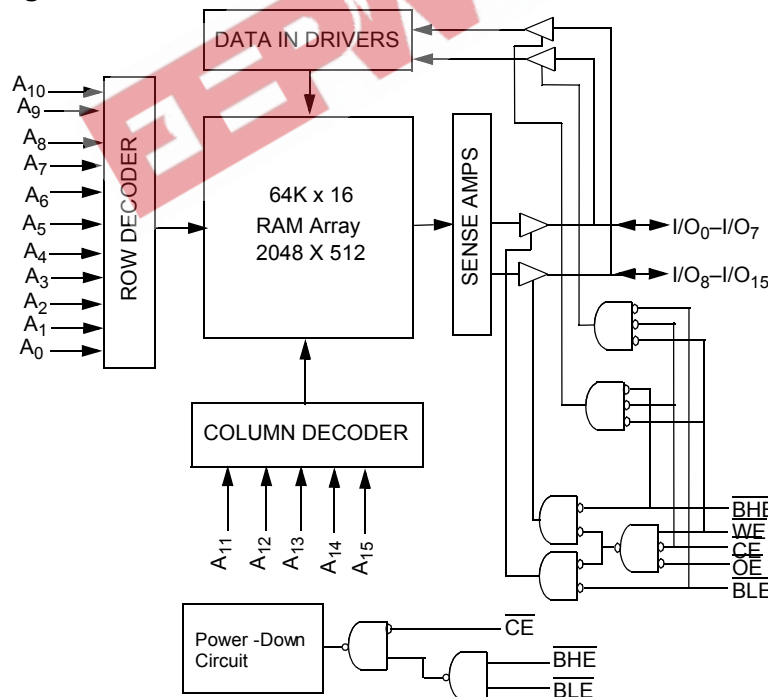 DATA IN DRIVERS
A10
A9
A8
A7
A6
A5
A4
A3
A2
A1
A0
ROW DECODER
64K x 16
RAM Array
2048 X 512
SENSE AMPS
I/O0–I/O7
I/O8–I/O15
COLUMN DECODER
A11
A12
A13
A14
A15
BHE
WE
CE
OE
BLE
Power -Down
Circuit
CE
BHE
BLE